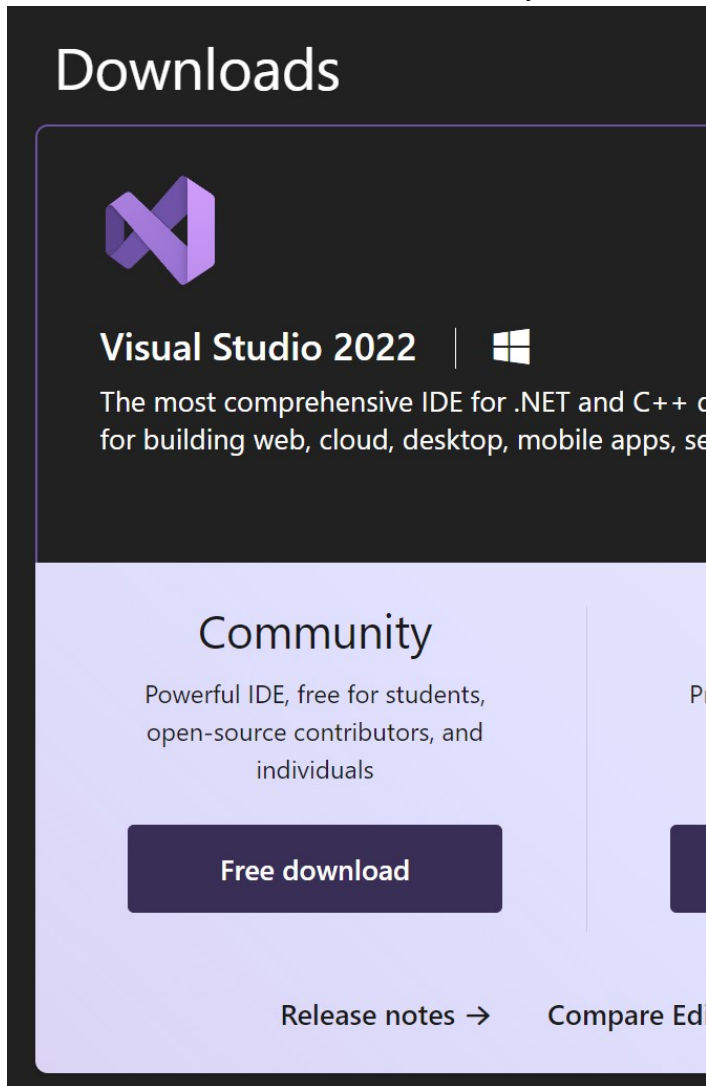 Downloads
Visual Studio 2022
The most comprehensive IDE for .NET and C++
for building web, cloud, desktop, mobile apps,
Community
Powerful IDE, free for students,
open-source contributors, and
individuals
Free download
Release notes →
Compare